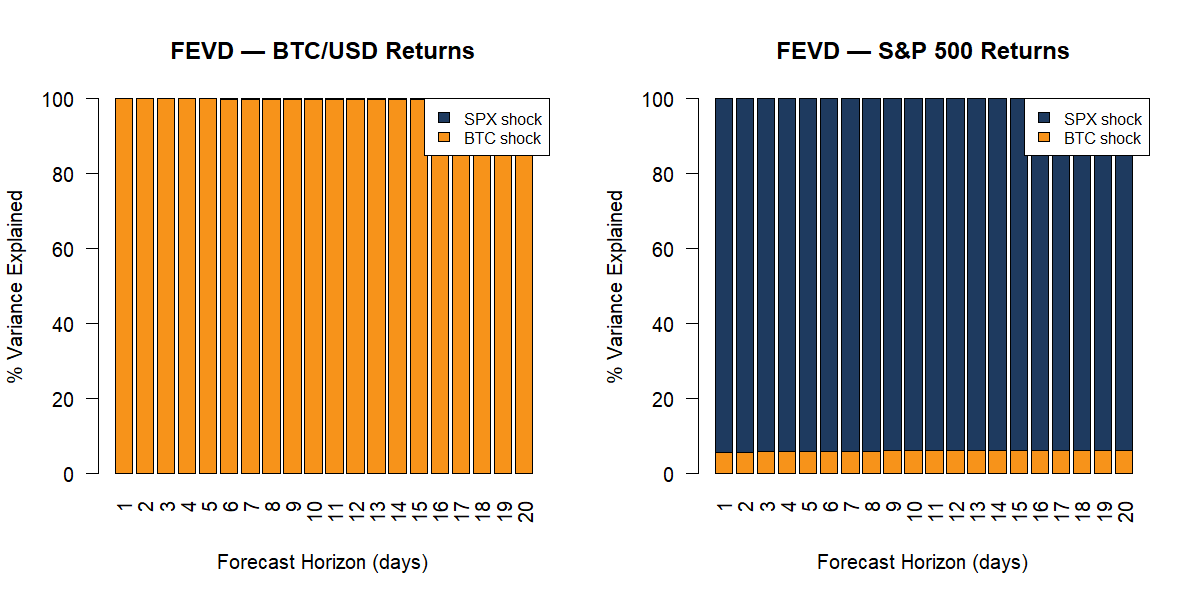 FEVD — BTC/USD Returns
% Variance Explained
100
80
60
40
20
0
SPX shock
BTC shock
1 2 3 4 5 6 7 8 9 10 11 12 13 14 15 16 17 18 19 20
Forecast Horizon (days)
FEVD — S&P 500 Returns
% Variance Explained
100
80
60
40
20
0
SPX shock
BTC shock
1 2 3 4 5 6 7 8 9 10 11 12 13 14 15 16 17 18 19 20
Forecast Horizon (days)